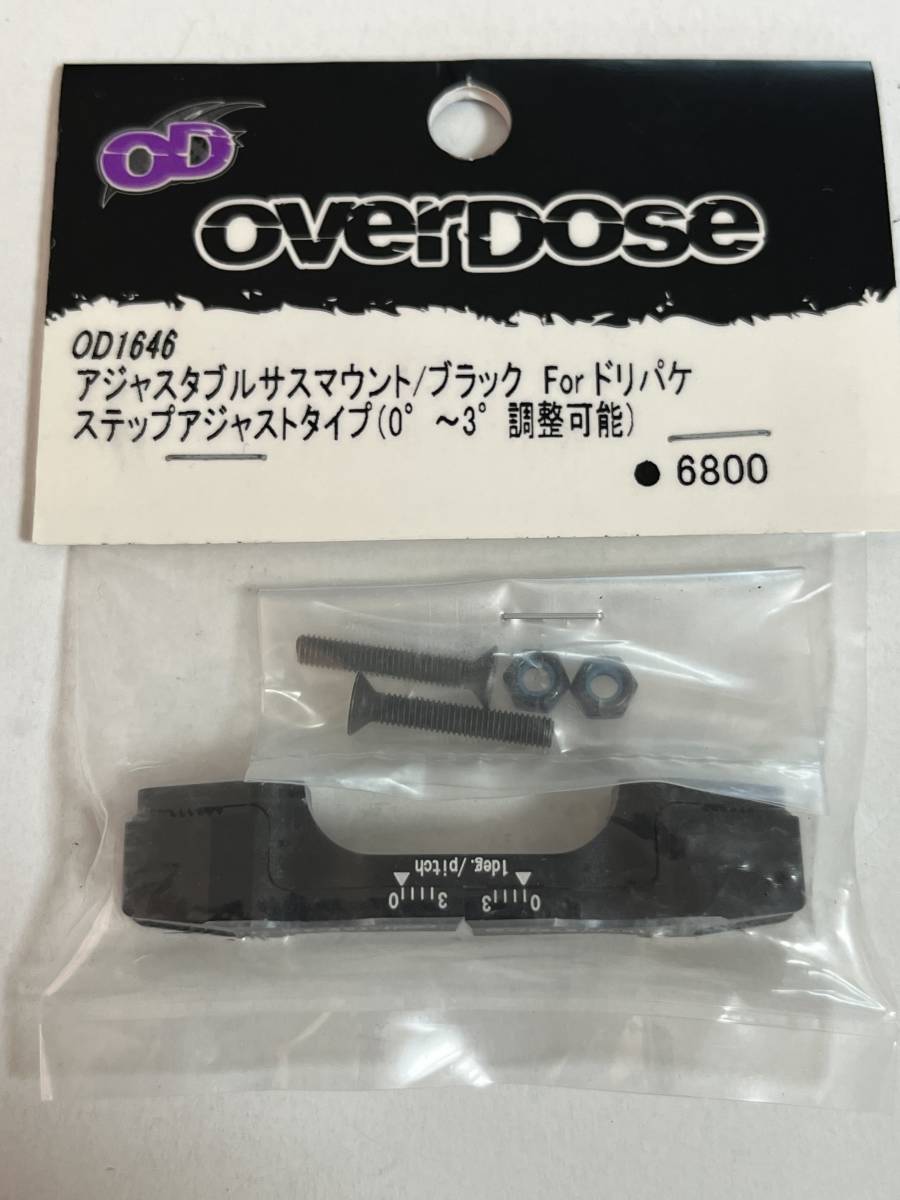 OD
OVERDOSE
OD1646
アジャスタブルサスマウント/ブラック Forドリパケ
ステップアジャストタイプ(0°~3°調整可能)
● 6800
1deg./pitch
0 3 3 0